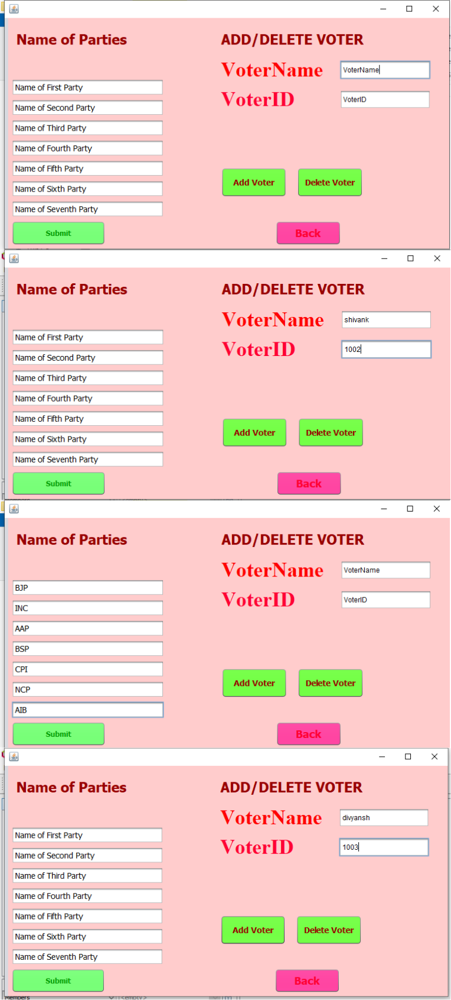 Name of Parties
ADD/DELETE VOTER
VoterName
VoterName
Name of First Party
VoterID
VoterID
Name of Second Party
Name of Third Party
Name of Fourth Party
Name of Fifth Party
Add Voter
Delete Voter
Name of Sixth Party
Name of Seventh Party
Submit
Back
Name of Parties
ADD/DELETE VOTER
VoterName
shivank
Name of First Party
VoterID
1002
Name of Second Party
Name of Third Party
Name of Fourth Party
Name of Fifth Party
Add Voter
Delete Voter
Name of Sixth Party
Name of Seventh Party
Submit
Back
Name of Parties
ADD/DELETE VOTER
VoterName
VoterName
BJP
VoterID
VoterID
INC
AAP
BSP
CPI
Add Voter
Delete Voter
NCP
AIB
Submit
Back
Name of Parties
ADD/DELETE VOTER
VoterName
divyansh
Name of First Party
VoterID
1003
Name of Second Party
Name of Third Party
Name of Fourth Party
Name of Fifth Party
Add Voter
Delete Voter
Name of Sixth Party
Name of Seventh Party
Submit
Back
Members
<empty>